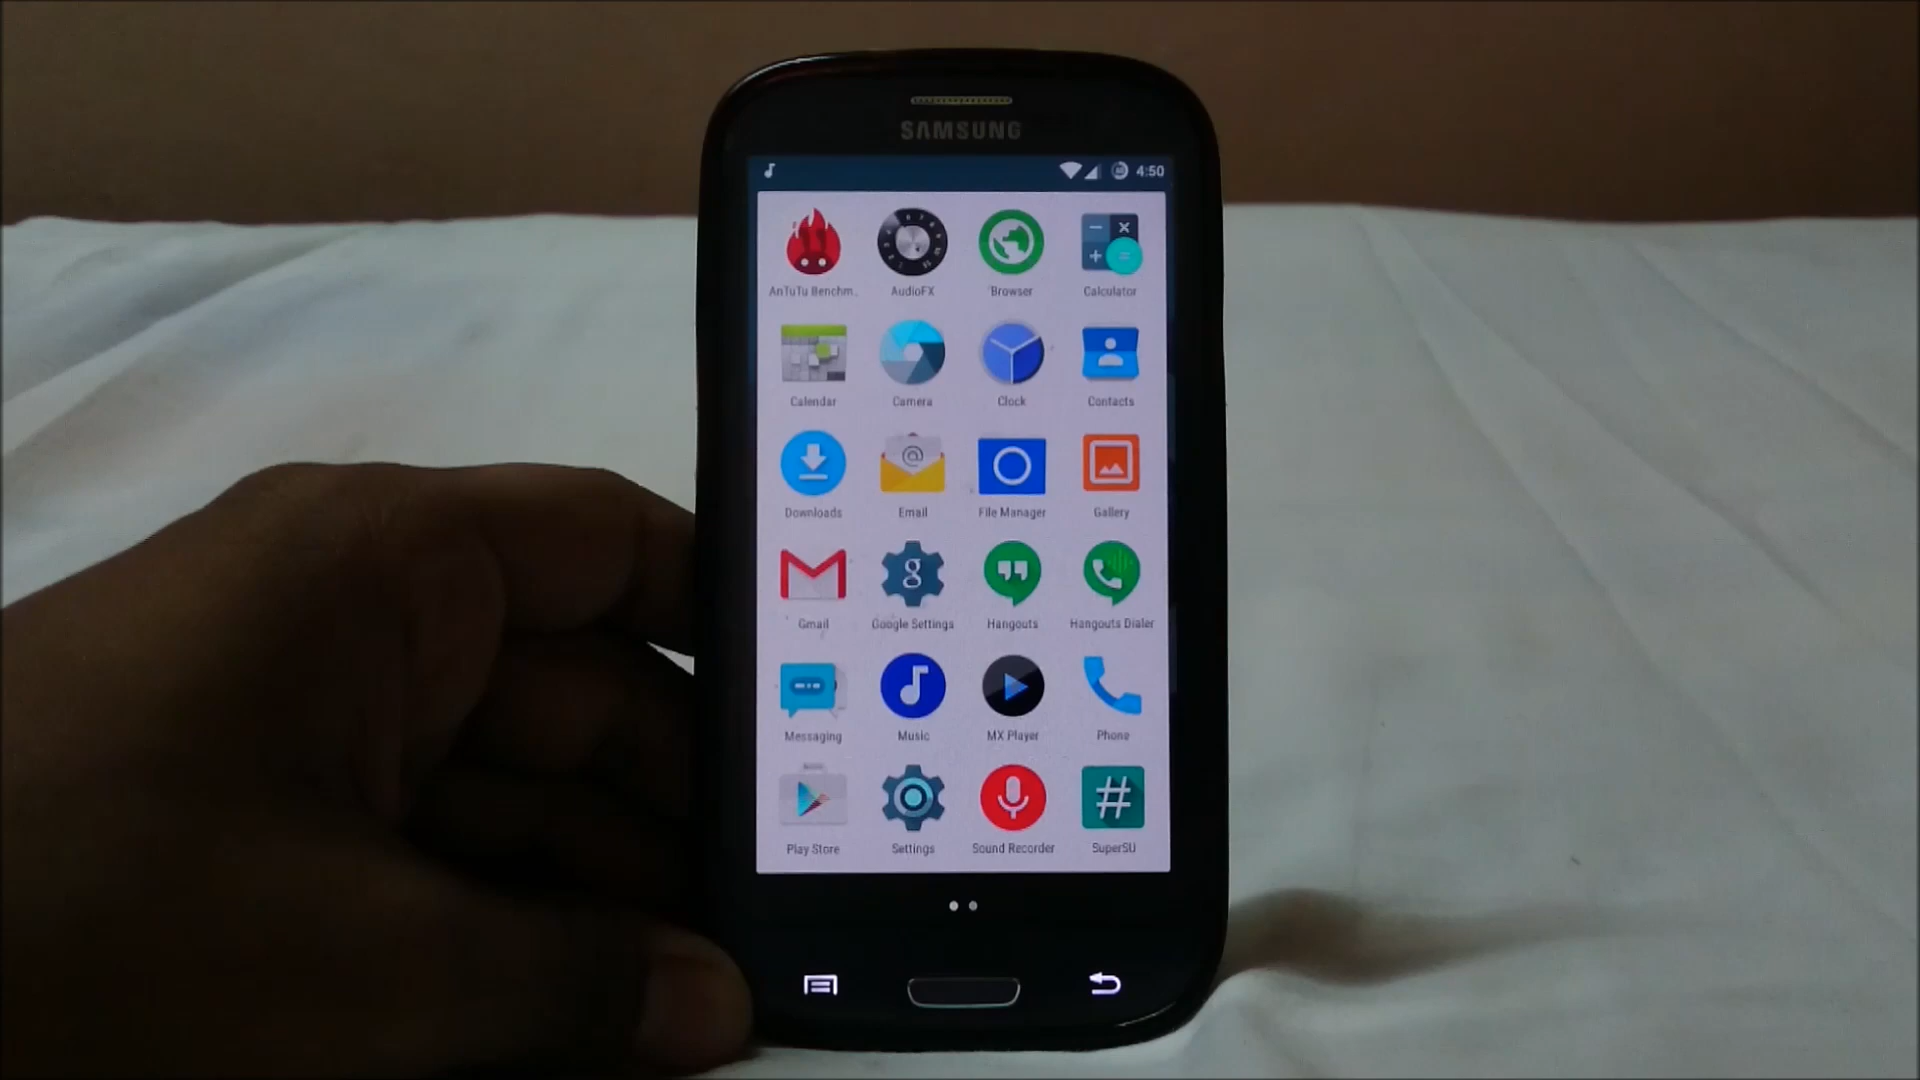 SAMSUNG
4:50
AnTuTu Benchm..
AudioFX
Browser
Calculator
Calendar
Camera
Clock
Contacts
Downloads
Email
File Manager
Gallery
Gmail
Google Settings
Hangouts
Hangouts Dialer
Messaging
Music
MX Player
Phone
Play Store
Settings
Sound Recorder
SuperSU